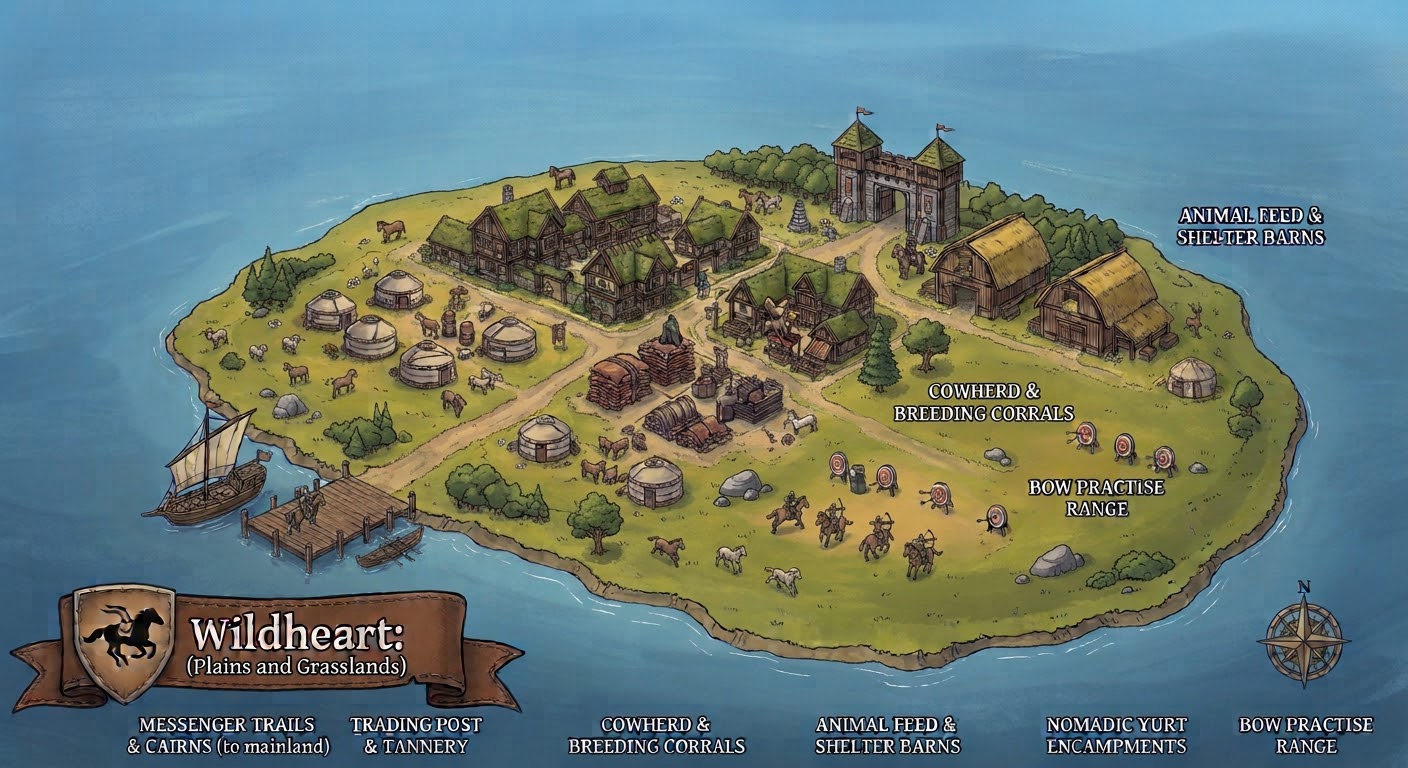 ANIMAL FEED &
SHELTER BARNS
COWHERD &
BREEDING CORRALS
BOW PRACTISE
RANGE
N
Wildheart:
(Plains and Grasslands)
MESSENGER TRAILS
& CAIRNS (to mainland)
TRADING POST
& TANNERY
COWHERD &
BREEDING CORRALS
ANIMAL FEED &
SHELTER BARNS
NOMADIC YURT
ENCAMPMENTS
BOW PRACTISE
RANGE